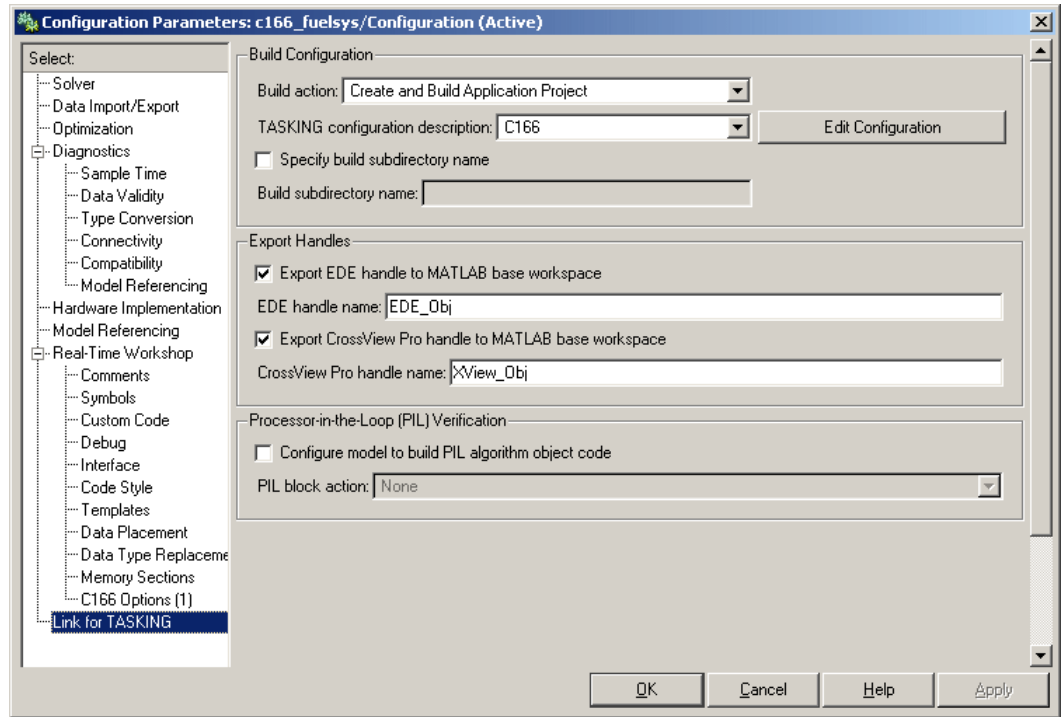 Configuration Parameters: c166_fuelsys/Configuration (Active)
Select:
Solver
Data Import/Export
Optimization
Diagnostics
Sample Time
Data Validity
Type Conversion
Connectivity
Compatibility
Model Referencing
Hardware Implementation
Model Referencing
Real-Time Workshop
Comments
Symbols
Custom Code
Debug
Interface
Code Style
Templates
Data Placement
Data Type Replaceme
Memory Sections
C166 Options (1)
Link for TASKING
Build Configuration
Build action: Create and Build Application Project
TASKING configuration description: C166 Edit Configuration
Specify build subdirectory name
Build subdirectory name:
Export Handles
Export EDE handle to MATLAB base workspace
EDE handle name: EDE_Obj
Export CrossView Pro handle to MATLAB base workspace
CrossView Pro handle name: XView_Obj
Processor-in-the-Loop (PIL) Verification
Configure model to build PIL algorithm object code
PIL block action: None
OK Cancel Help Apply